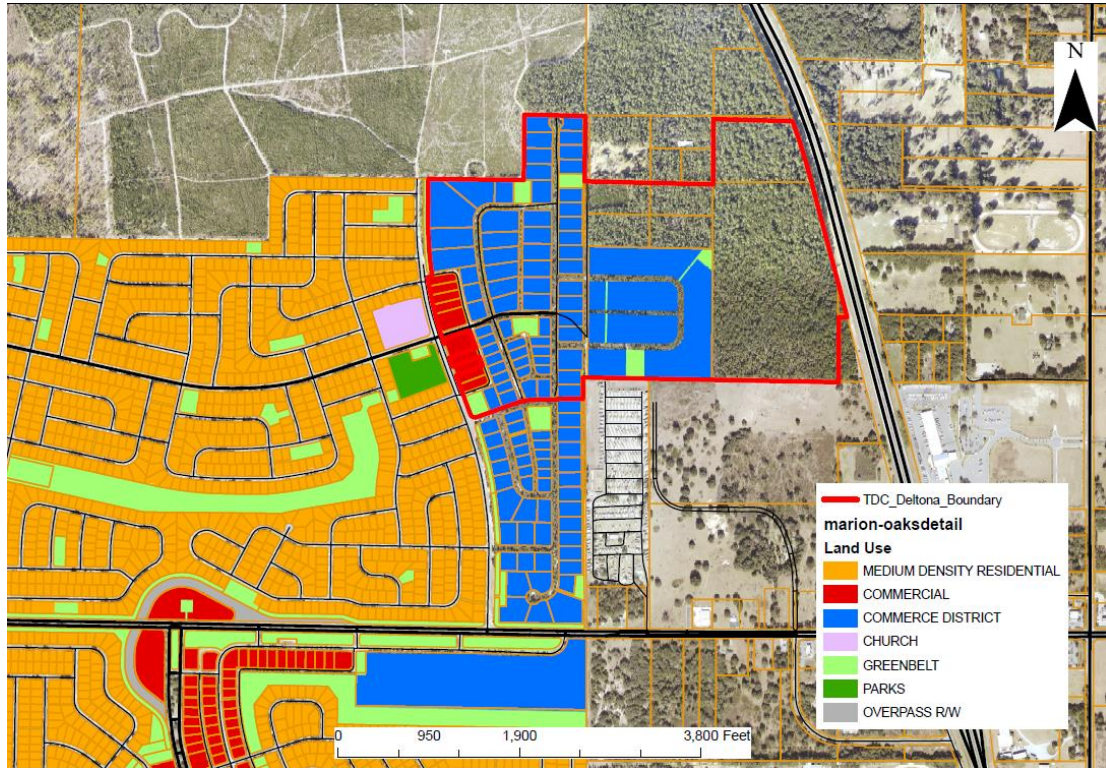 N
TDC_Deltona_Boundary
marion-oaksdetail
Land Use
MEDIUM DENSITY RESIDENTIAL
COMMERCIAL
COMMERCE DISTRICT
CHURCH
GREENBELT
PARKS
OVERPASS R/W
0 950 1,900 3,800 Feet